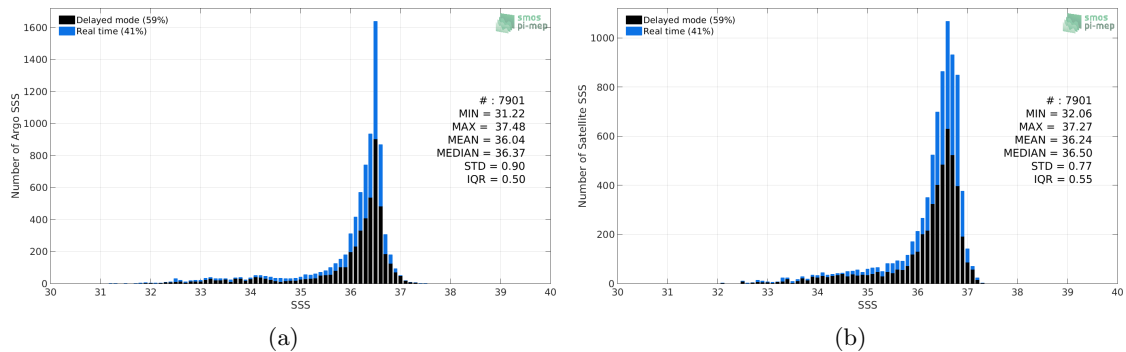 Delayed mode (59%)
Real time (41%)
smos
pi-mep
1600
1400
1200
1000
800
600
400
200
0
Number of Argo SSS
# : 7901
MIN = 31.22
MAX = 37.48
MEAN = 36.04
MEDIAN = 36.37
STD = 0.90
IQR = 0.50
30 31 32 33 34 35 36 37 38 39 40
SSS
(a)
Delayed mode (59%)
Real time (41%)
smos
pi-mep
1000
800
600
400
200
0
Number of Satellite SSS
# : 7901
MIN = 32.06
MAX = 37.27
MEAN = 36.24
MEDIAN = 36.50
STD = 0.77
IQR = 0.55
30 31 32 33 34 35 36 37 38 39 40
SSS
(b)